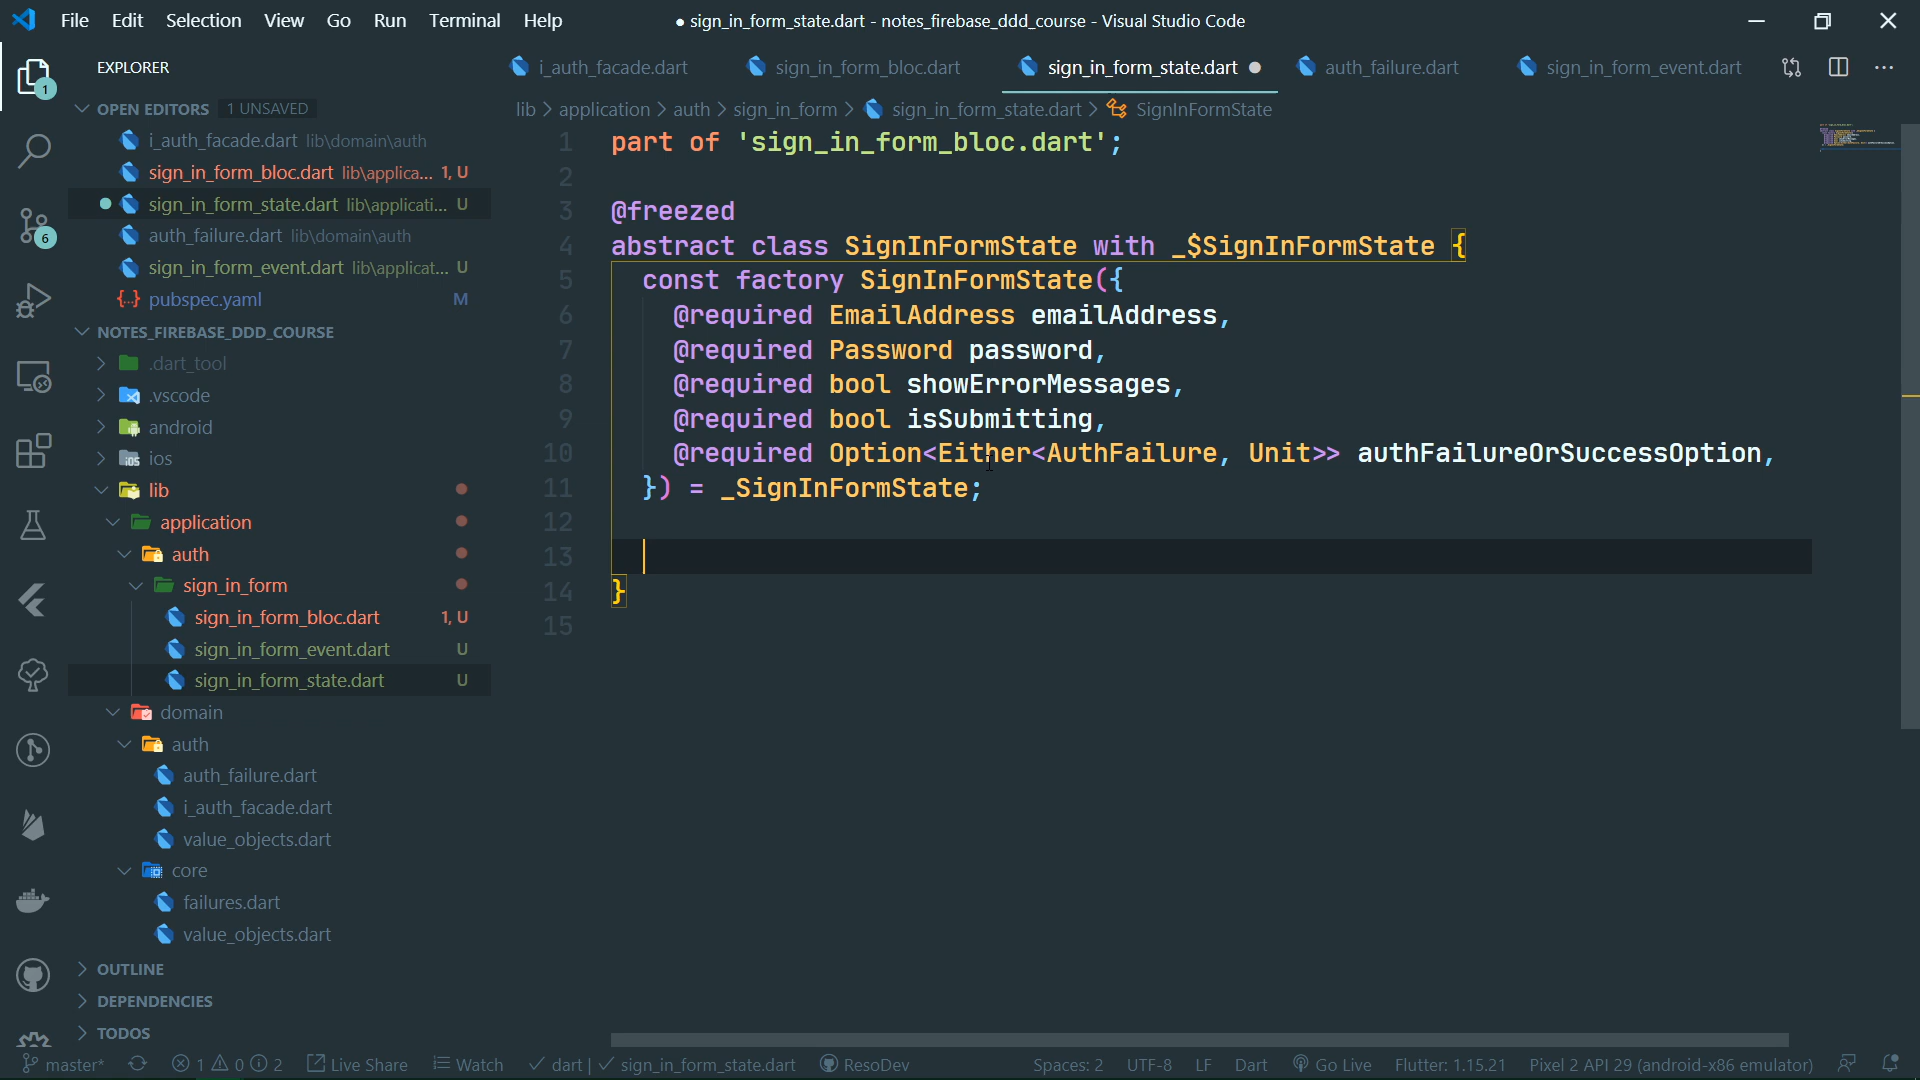 File Edit Selection View Go Run Terminal Help
● sign_in_form_state.dart - notes_firebase_ddd_course - Visual Studio Code
EXPLORER
OPEN EDITORS 1 UNSAVED
i_auth_facade.dart lib\domain\auth
sign_in_form_bloc.dart lib\applica... 1, U
sign_in_form_state.dart lib\applicati... U
auth_failure.dart lib\domain\auth
sign_in_form_event.dart lib\applicat... U
pubspec.yaml M
NOTES_FIREBASE_DDD_COURSE
.dart_tool
.vscode
android
ios
lib
application
auth
sign_in_form
sign_in_form_bloc.dart 1, U
sign_in_form_event.dart U
sign_in_form_state.dart U
domain
auth
auth_failure.dart
i_auth_facade.dart
value_objects.dart
core
failures.dart
value_objects.dart
OUTLINE
DEPENDENCIES
TODOS
1
6
i_auth_facade.dart sign_in_form_bloc.dart sign_in_form_state.dart auth_failure.dart sign_in_form_event.dart
lib > application > auth > sign_in_form > sign_in_form_state.dart > SignInFormState
1 part of 'sign_in_form_bloc.dart';
2
3 @freezed
4 abstract class SignInFormState with _$SignInFormState {
5 const factory SignInFormState({
6 @required EmailAddress emailAddress,
7 @required Password password,
8 @required bool showErrorMessages,
9 @required bool isSubmitting,
10 @required Option<Either<AuthFailure, Unit>> authFailureOrSuccessOption,
11 }) = _SignInFormState;
12
13
14 }
15
master* 1 0 2 Live Share Watch dart | sign_in_form_state.dart ResoDev Spaces: 2 UTF-8 LF Dart Go Live Flutter: 1.15.21 Pixel 2 API 29 (android-x86 emulator)